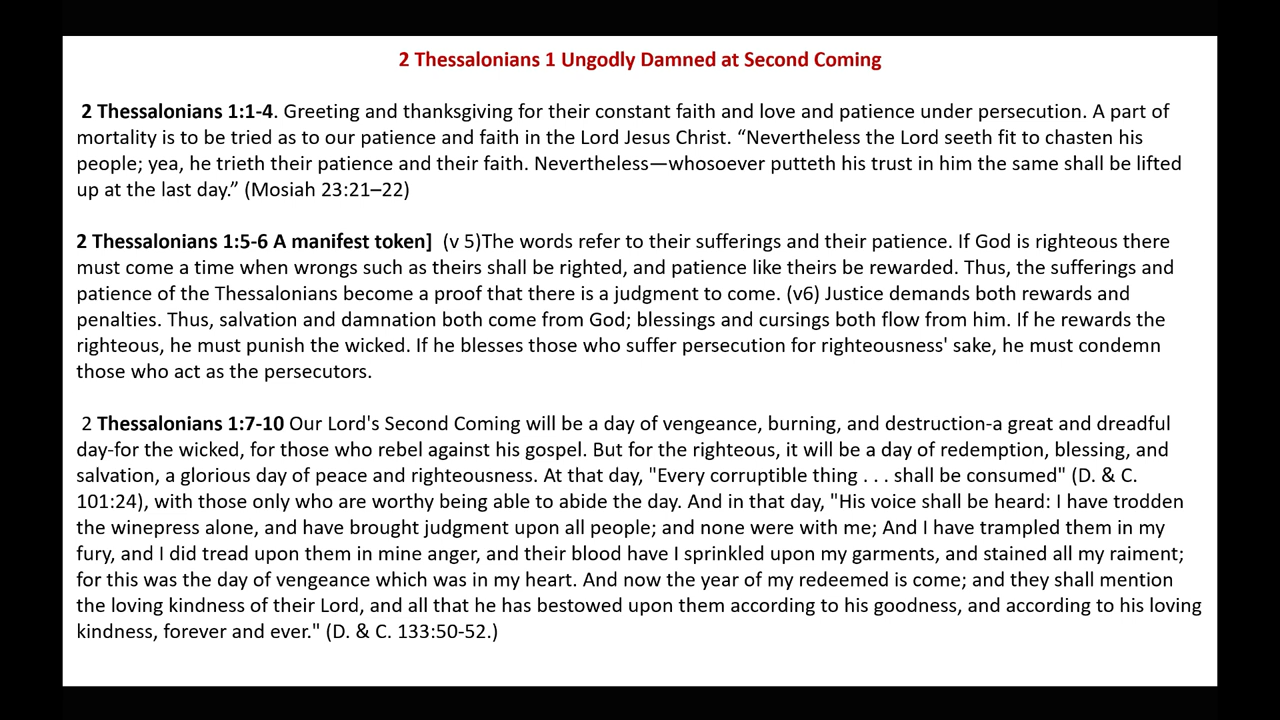 2 Thessalonians 1 Ungodly Damned at Second Coming
2 Thessalonians 1:1-4. Greeting and thanksgiving for their constant faith and love and patience under persecution. A part of
mortality is to be tried as to our patience and faith in the Lord Jesus Christ. “Nevertheless the Lord seeth fit to chasten his
people; yea, he trieth their patience and their faith. Nevertheless—whosoever putteth his trust in him the same shall be lifted
up at the last day.” (Mosiah 23:21–22)
2 Thessalonians 1:5-6 A manifest token] (v 5)The words refer to their sufferings and their patience. If God is righteous there
must come a time when wrongs such as theirs shall be righted, and patience like theirs be rewarded. Thus, the sufferings and
patience of the Thessalonians become a proof that there is a judgment to come. (v6) Justice demands both rewards and
penalties. Thus, salvation and damnation both come from God; blessings and cursings both flow from him. If he rewards the
righteous, he must punish the wicked. If he blesses those who suffer persecution for righteousness' sake, he must condemn
those who act as the persecutors.
2 Thessalonians 1:7-10 Our Lord's Second Coming will be a day of vengeance, burning, and destruction-a great and dreadful
day-for the wicked, for those who rebel against his gospel. But for the righteous, it will be a day of redemption, blessing, and
salvation, a glorious day of peace and righteousness. At that day, "Every corruptible thing . . . shall be consumed" (D. & C.
101:24), with those only who are worthy being able to abide the day. And in that day, "His voice shall be heard: I have trodden
the winepress alone, and have brought judgment upon all people; and none were with me; And I have trampled them in my
fury, and I did tread upon them in mine anger, and their blood have I sprinkled upon my garments, and stained all my raiment;
for this was the day of vengeance which was in my heart. And now the year of my redeemed is come; and they shall mention
the loving kindness of their Lord, and all that he has bestowed upon them according to his goodness, and according to his loving
kindness, forever and ever." (D. & C. 133:50-52.)